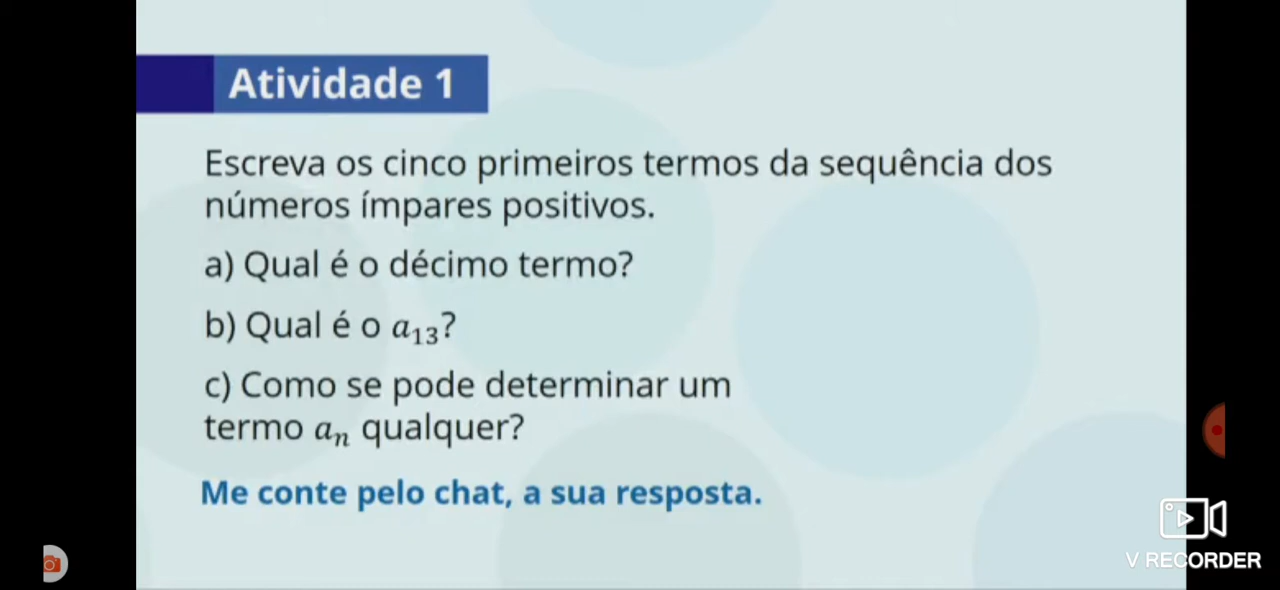 Atividade 1
Escreva os cinco primeiros termos da sequência dos
números ímpares positivos.
a) Qual é o décimo termo?
b) Qual é o a₁₃?
c) Como se pode determinar um
termo aₙ qualquer?
Me conte pelo chat, a sua resposta.
V RECORDER